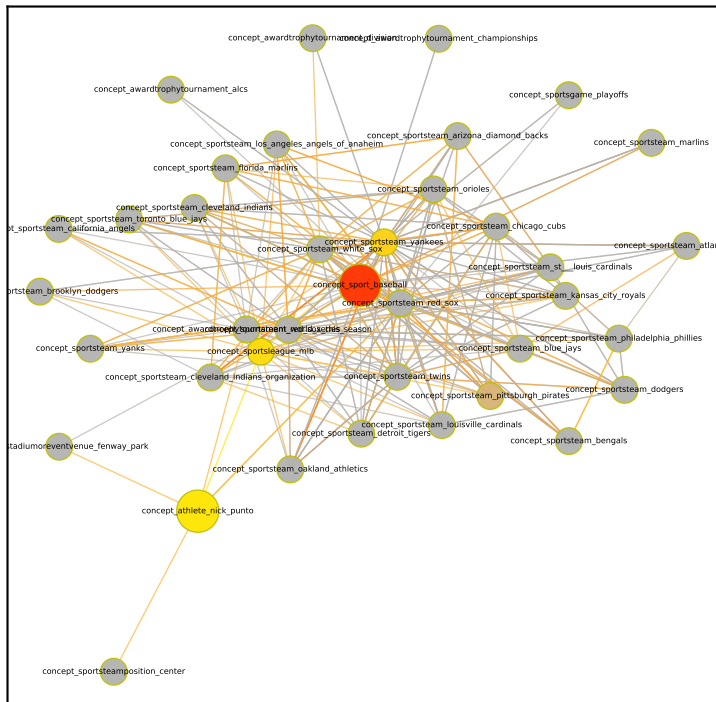 concept_awardtrophytournament_division
concept_awardtrophytournament_championships
concept_awardtrophytournament_alcs
concept_sportsgame_playoffs
concept_sportsteam_arizona_diamond_backs
concept_sportsteam_los_angeles_angels_of_anaheim
concept_sportsteam_marlins
concept_sportsteam_florida_marlins
concept_sportsteam_orioles
concept_sportsteam_cleveland_indians
concept_sportsteam_toronto_blue_jays
concept_sportsteam_chicago_cubs
pt_sportsteam_california_angels
concept_sportsteam_yankees
concept_sportsteam_white_sox
concept_sportsteam_atlan
concept_sportsteam_st__louis_cardinals
concept_sport_baseball
ortsteam_brooklyn_dodgers
concept_sportsteam_kansas_city_royals
concept_sportsteam_red_sox
concept_sportsteam_philadelphia_phillies
concept_sportsteam_yanks
concept_sportsleague_mlb
concept_sportsteam_blue_jays
concept_sportsteam_cleveland_indians_organization
concept_sportsteam_twins
concept_sportsteam_dodgers
concept_sportsteam_pittsburgh_pirates
concept_sportsteam_louisville_cardinals
concept_sportsteam_detroit_tigers
concept_sportsteam_bengals
stadiumoreventvenue_fenway_park
concept_sportsteam_oakland_athletics
concept_athlete_nick_punto
concept_sportsteamposition_center